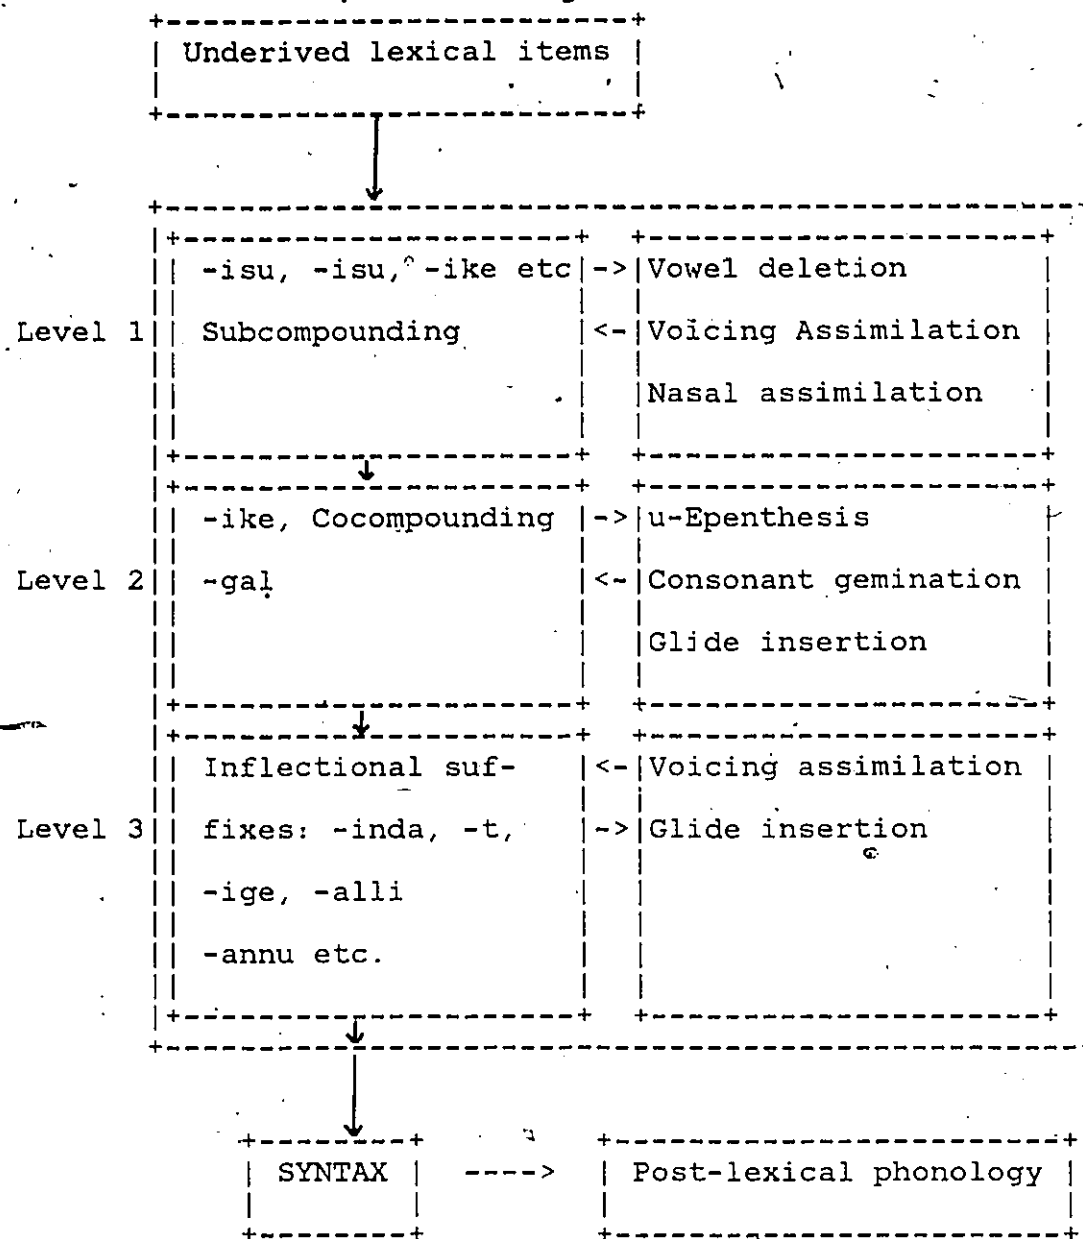 Underived lexical items
-isu, -isu, -ike etc -> Vowel deletion
Level 1 Subcompounding <- Voicing Assimilation
Nasal assimilation
-ike, Cocompounding -> u-Epenthesis
Level 2 -gaḷ <- Consonant gemination
Glide insertion
Inflectional suf- <- Voicing assimilation
Level 3 fixes: -inda, -t, -> Glide insertion
-ige, -alli
-annu etc.
SYNTAX ----> Post-lexical phonology